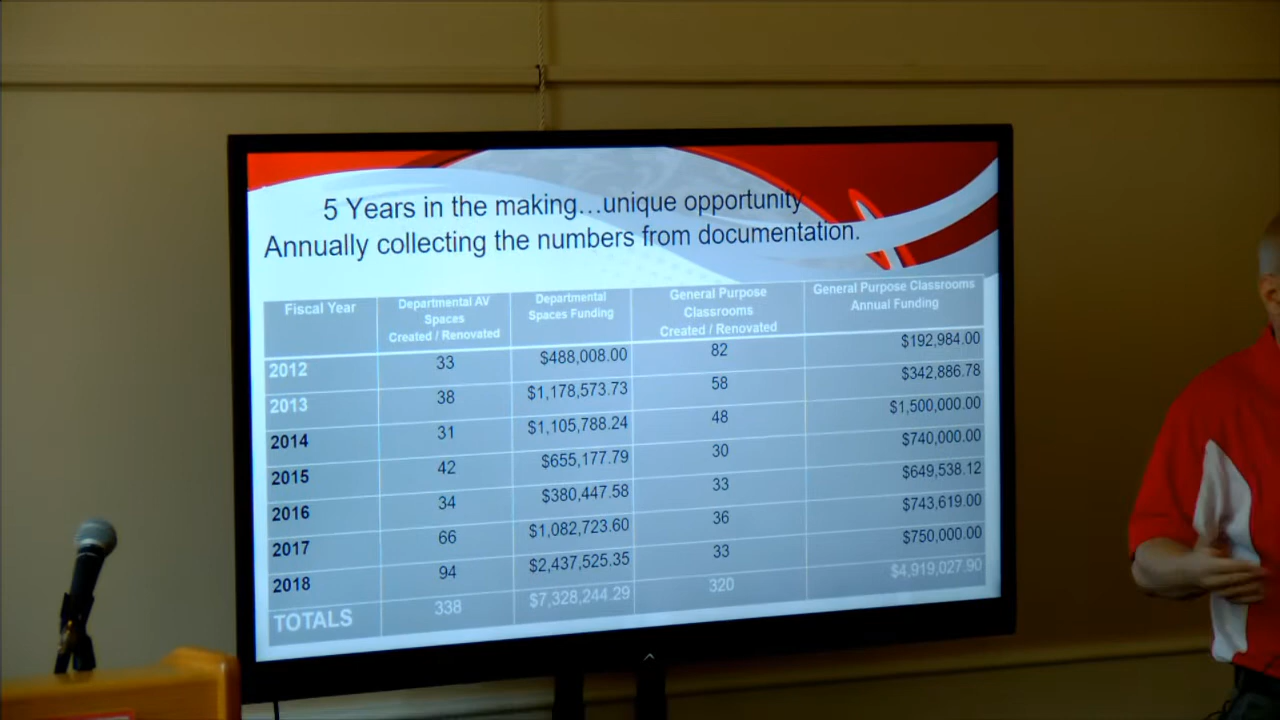 5 Years in the making...unique opportunity
Annually collecting the numbers from documentation.
Fiscal Year
Departmental AV
Spaces
Created / Renovated
Departmental
Spaces Funding
General Purpose
Classrooms
Created / Renovated
General Purpose Classrooms
Annual Funding
2012 33 $488,008.00 82 $192,984.00
2013 38 $1,178,573.73 58 $342,886.78
2014 31 $1,105,788.24 48 $1,500,000.00
2015 42 $655,177.79 30 $740,000.00
2016 34 $380,447.58 33 $649,538.12
2017 66 $1,082,723.60 36 $743,619.00
2018 94 $2,437,525.35 33 $750,000.00
TOTALS 338 $7,328,244.29 320 $4,919,027.90